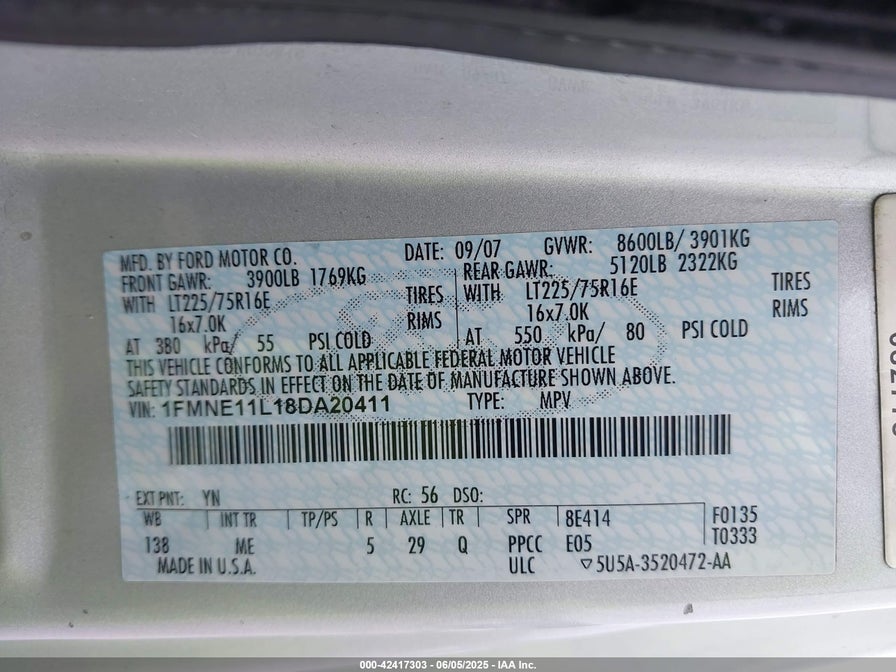 MFD. BY FORD MOTOR CO. DATE: 09/07 GVWR: 8600LB/ 3901KG
FRONT GAWR: 3900LB 1769KG REAR GAWR: 5120LB 2322KG
WITH LT225/75R16E TIRES WITH LT225/75R16E TIRES
16x7.0K RIMS 16x7.0K RIMS
AT 380 kPa/ 55 PSI COLD AT 550 kPa/ 80 PSI COLD
THIS VEHICLE CONFORMS TO ALL APPLICABLE FEDERAL MOTOR VEHICLE
SAFETY STANDARDS IN EFFECT ON THE DATE OF MANUFACTURE SHOWN ABOVE.
VIN: 1FMNE11L18DA20411 TYPE: MPV
EXT PNT: YN RC: 56 DSO:
WB INT TR TP/PS R AXLE TR SPR 8E414 F0135
138 ME 5 29 Q PPCC E05 T0333
MADE IN U.S.A. ULC ▽5U5A-3520472-AA
000-42417303 - 06/05/2025 - IAA Inc.